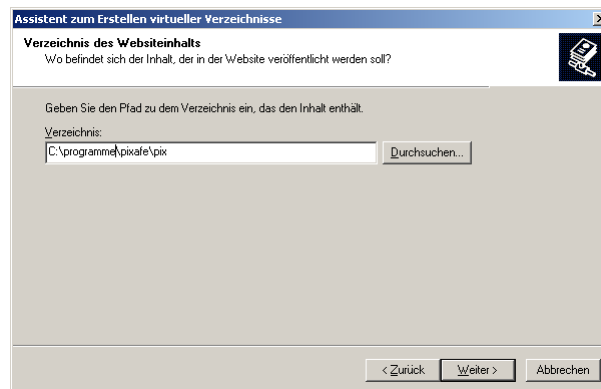 Assistent zum Erstellen virtueller Verzeichnisse
Verzeichnis des Websiteinhalts
Wo befindet sich der Inhalt, der in der Website veröffentlicht werden soll?
Geben Sie den Pfad zu dem Verzeichnis ein, das den Inhalt enthält.
Verzeichnis:
C:\programme\pixafe\pix
Durchsuchen...
< Zurück Weiter > Abbrechen